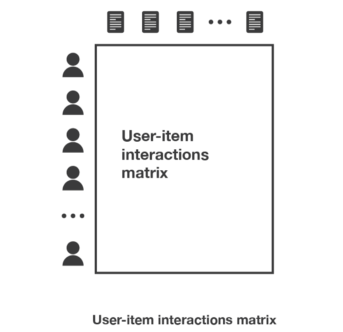 User-item
interactions
matrix
User-item interactions matrix